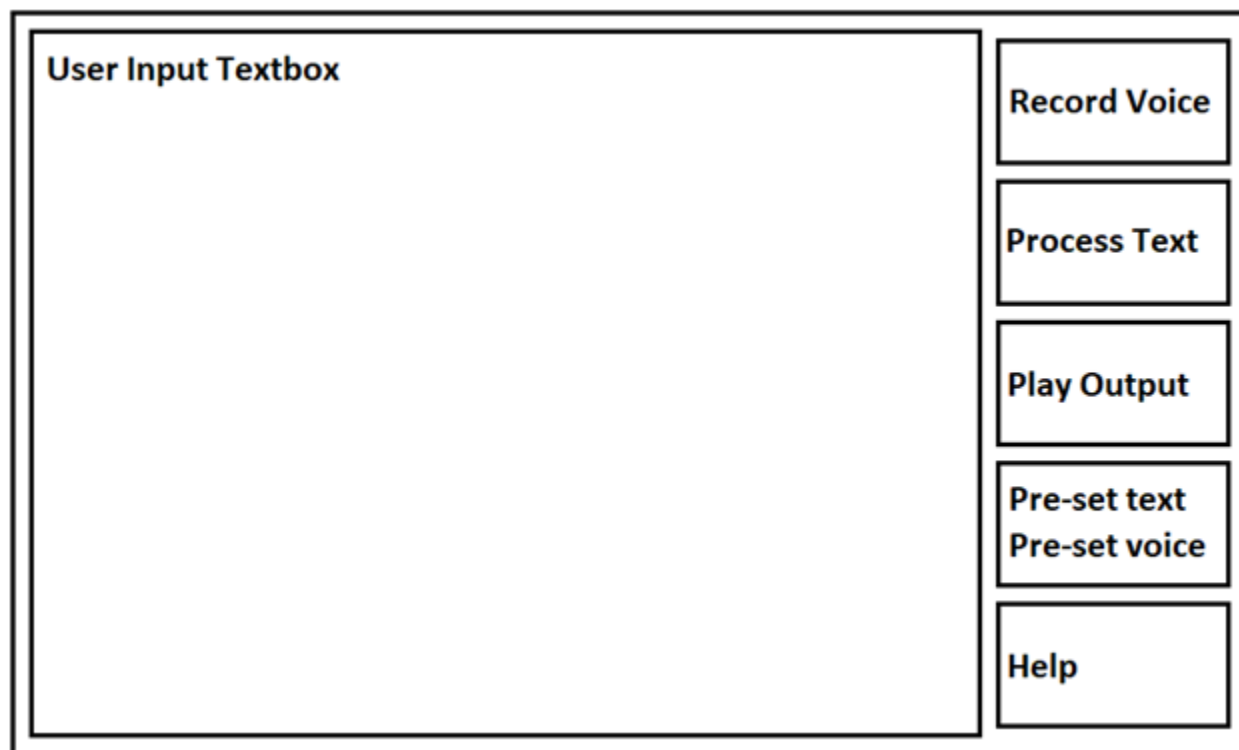 User Input Textbox
Record Voice
Process Text
Play Output
Pre-set text
Pre-set voice
Help